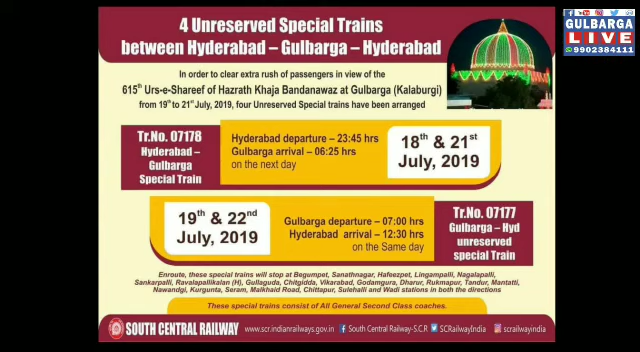 GULBARGA
LIVE
9902384111
4 Unreserved Special Trains
between Hyderabad – Gulbarga – Hyderabad
In order to clear extra rush of passengers in view of the
615th Urs-e-Shareef of Hazrath Khaja Bandanawaz at Gulbarga (Kalaburgi)
from 19th to 21st July, 2019, four Unreserved Special trains have been arranged
Tr.No. 07178
Hyderabad –
Gulbarga
Special Train
Hyderabad departure – 23:45 hrs
Gulbarga arrival – 06:25 hrs
on the next day
18th & 21st
July, 2019
19th & 22nd
July, 2019
Gulbarga departure – 07:00 hrs
Hyderabad arrival – 12:30 hrs
on the Same day
Tr.No. 07177
Gulbarga – Hyd
unreserved
special Train
Enroute, these special trains will stop at Begumpet, Sanathnagar, Hafeezpet, Lingampalli, Nagalapalli,
Sankarpalli, Ravalapallikalan (H), Gullaguda, Chitgidda, Vikarabad, Godamgura, Dharur, Rukmapur, Tandur, Mantatti,
Nawandgi, Kurgunta, Seram, Malkhaid Road, Chittapur, Sulehalli and Wadi stations in both the directions
These special trains consist of All General Second Class coaches.
SOUTH CENTRAL RAILWAY www.scr.indianrailways.gov.in South Central Railway-S.C.R SCRailwayIndia scrailwayindia